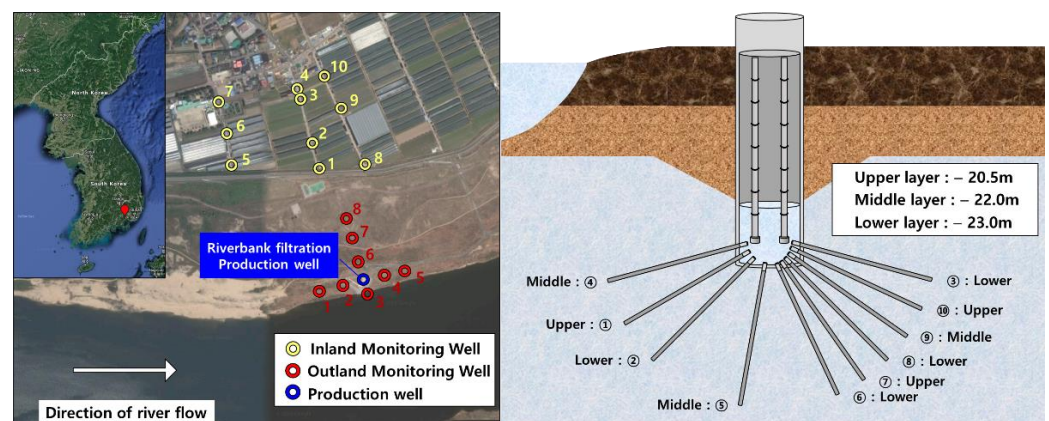 North Korea
South Korea
10
4
3
7
9
6
2
5
1
8
8
7
Riverbank filtration
Production well
6
5
4
2
1
3
Inland Monitoring Well
Outland Monitoring Well
Production well
Direction of river flow
Upper layer : – 20.5m
Middle layer : – 22.0m
Lower layer : – 23.0m
Middle : ④
③ : Lower
Upper : ①
⑩ : Upper
⑨ : Middle
Lower : ②
⑧ : Lower
⑦ : Upper
Middle : ⑤
⑥ : Lower